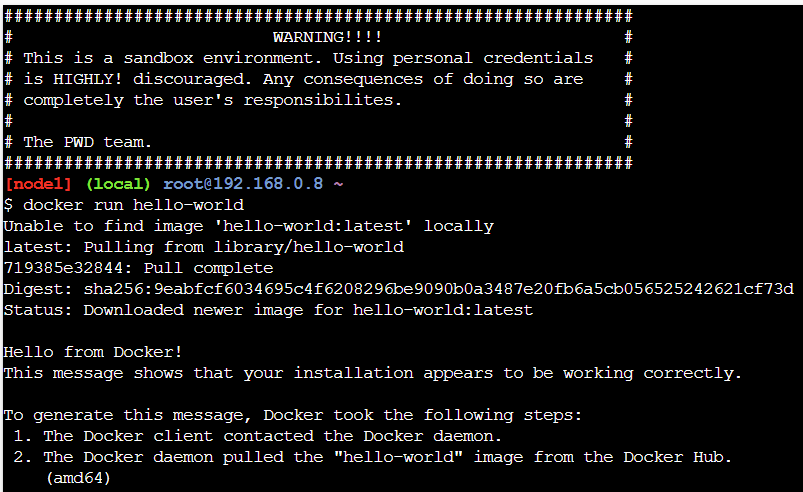 ###############################################################
#                          WARNING!!!!                        #
# This is a sandbox environment. Using personal credentials   #
# is HIGHLY! discouraged. Any consequences of doing so are    #
# completely the user's responsibilites.                      #
#                                                             #
# The PWD team.                                               #
###############################################################
[node1] (local) root@192.168.0.8 ~
$ docker run hello-world
Unable to find image 'hello-world:latest' locally
latest: Pulling from library/hello-world
719385e32844: Pull complete
Digest: sha256:9eabfcf6034695c4f6208296be9090b0a3487e20fb6a5cb056525242621cf73d
Status: Downloaded newer image for hello-world:latest

Hello from Docker!
This message shows that your installation appears to be working correctly.

To generate this message, Docker took the following steps:
 1. The Docker client contacted the Docker daemon.
 2. The Docker daemon pulled the "hello-world" image from the Docker Hub.
    (amd64)